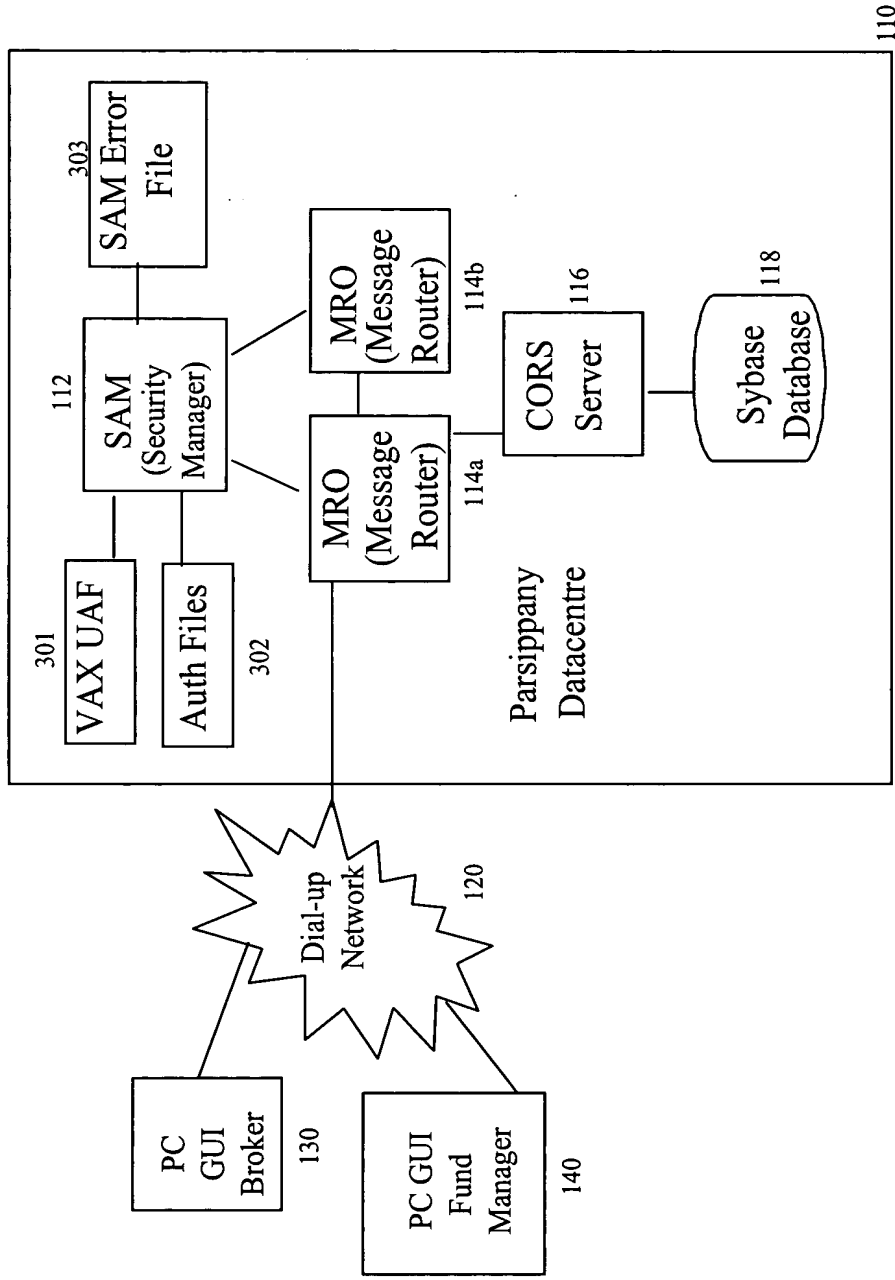 110
VAX UAF
301
Auth Files
302
SAM
(Security
Manager)
112
SAM Error
File
303
MRO
(Message
Router)
114a
MRO
(Message
Router)
114b
CORS
Server
116
Sybase
Database
118
Parsippany
Datacentre
Dial-up
Network
120
PC
GUI
Broker
130
PC GUI
Fund
Manager
140